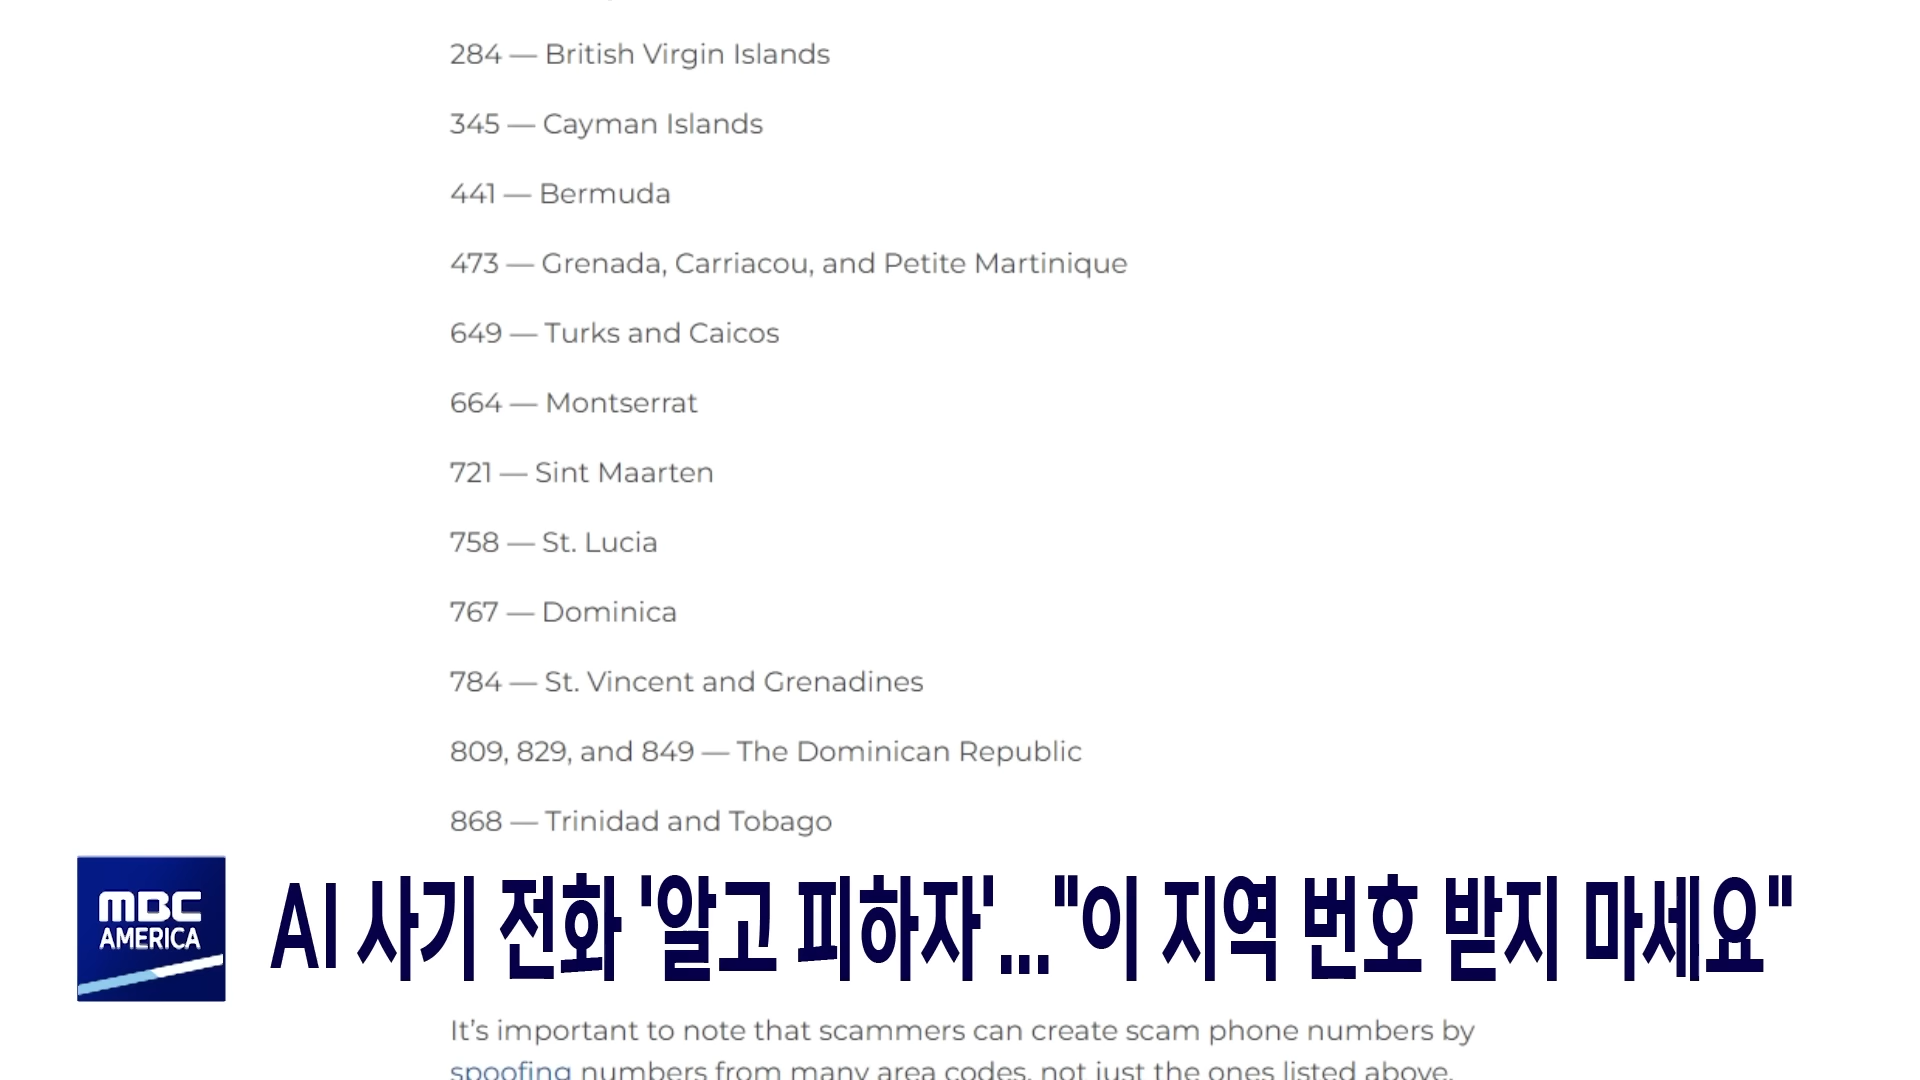 284 — British Virgin Islands
345 — Cayman Islands
441 — Bermuda
473 — Grenada, Carriacou, and Petite Martinique
649 — Turks and Caicos
664 — Montserrat
721 — Sint Maarten
758 — St. Lucia
767 — Dominica
784 — St. Vincent and Grenadines
809, 829, and 849 — The Dominican Republic
868 — Trinidad and Tobago
MBC
AMERICA
AI 사기 전화 '알고 피하자'..."이 지역 번호 받지 마세요"
It's important to note that scammers can create scam phone numbers by
spoofing numbers from many area codes, not just the ones listed above.